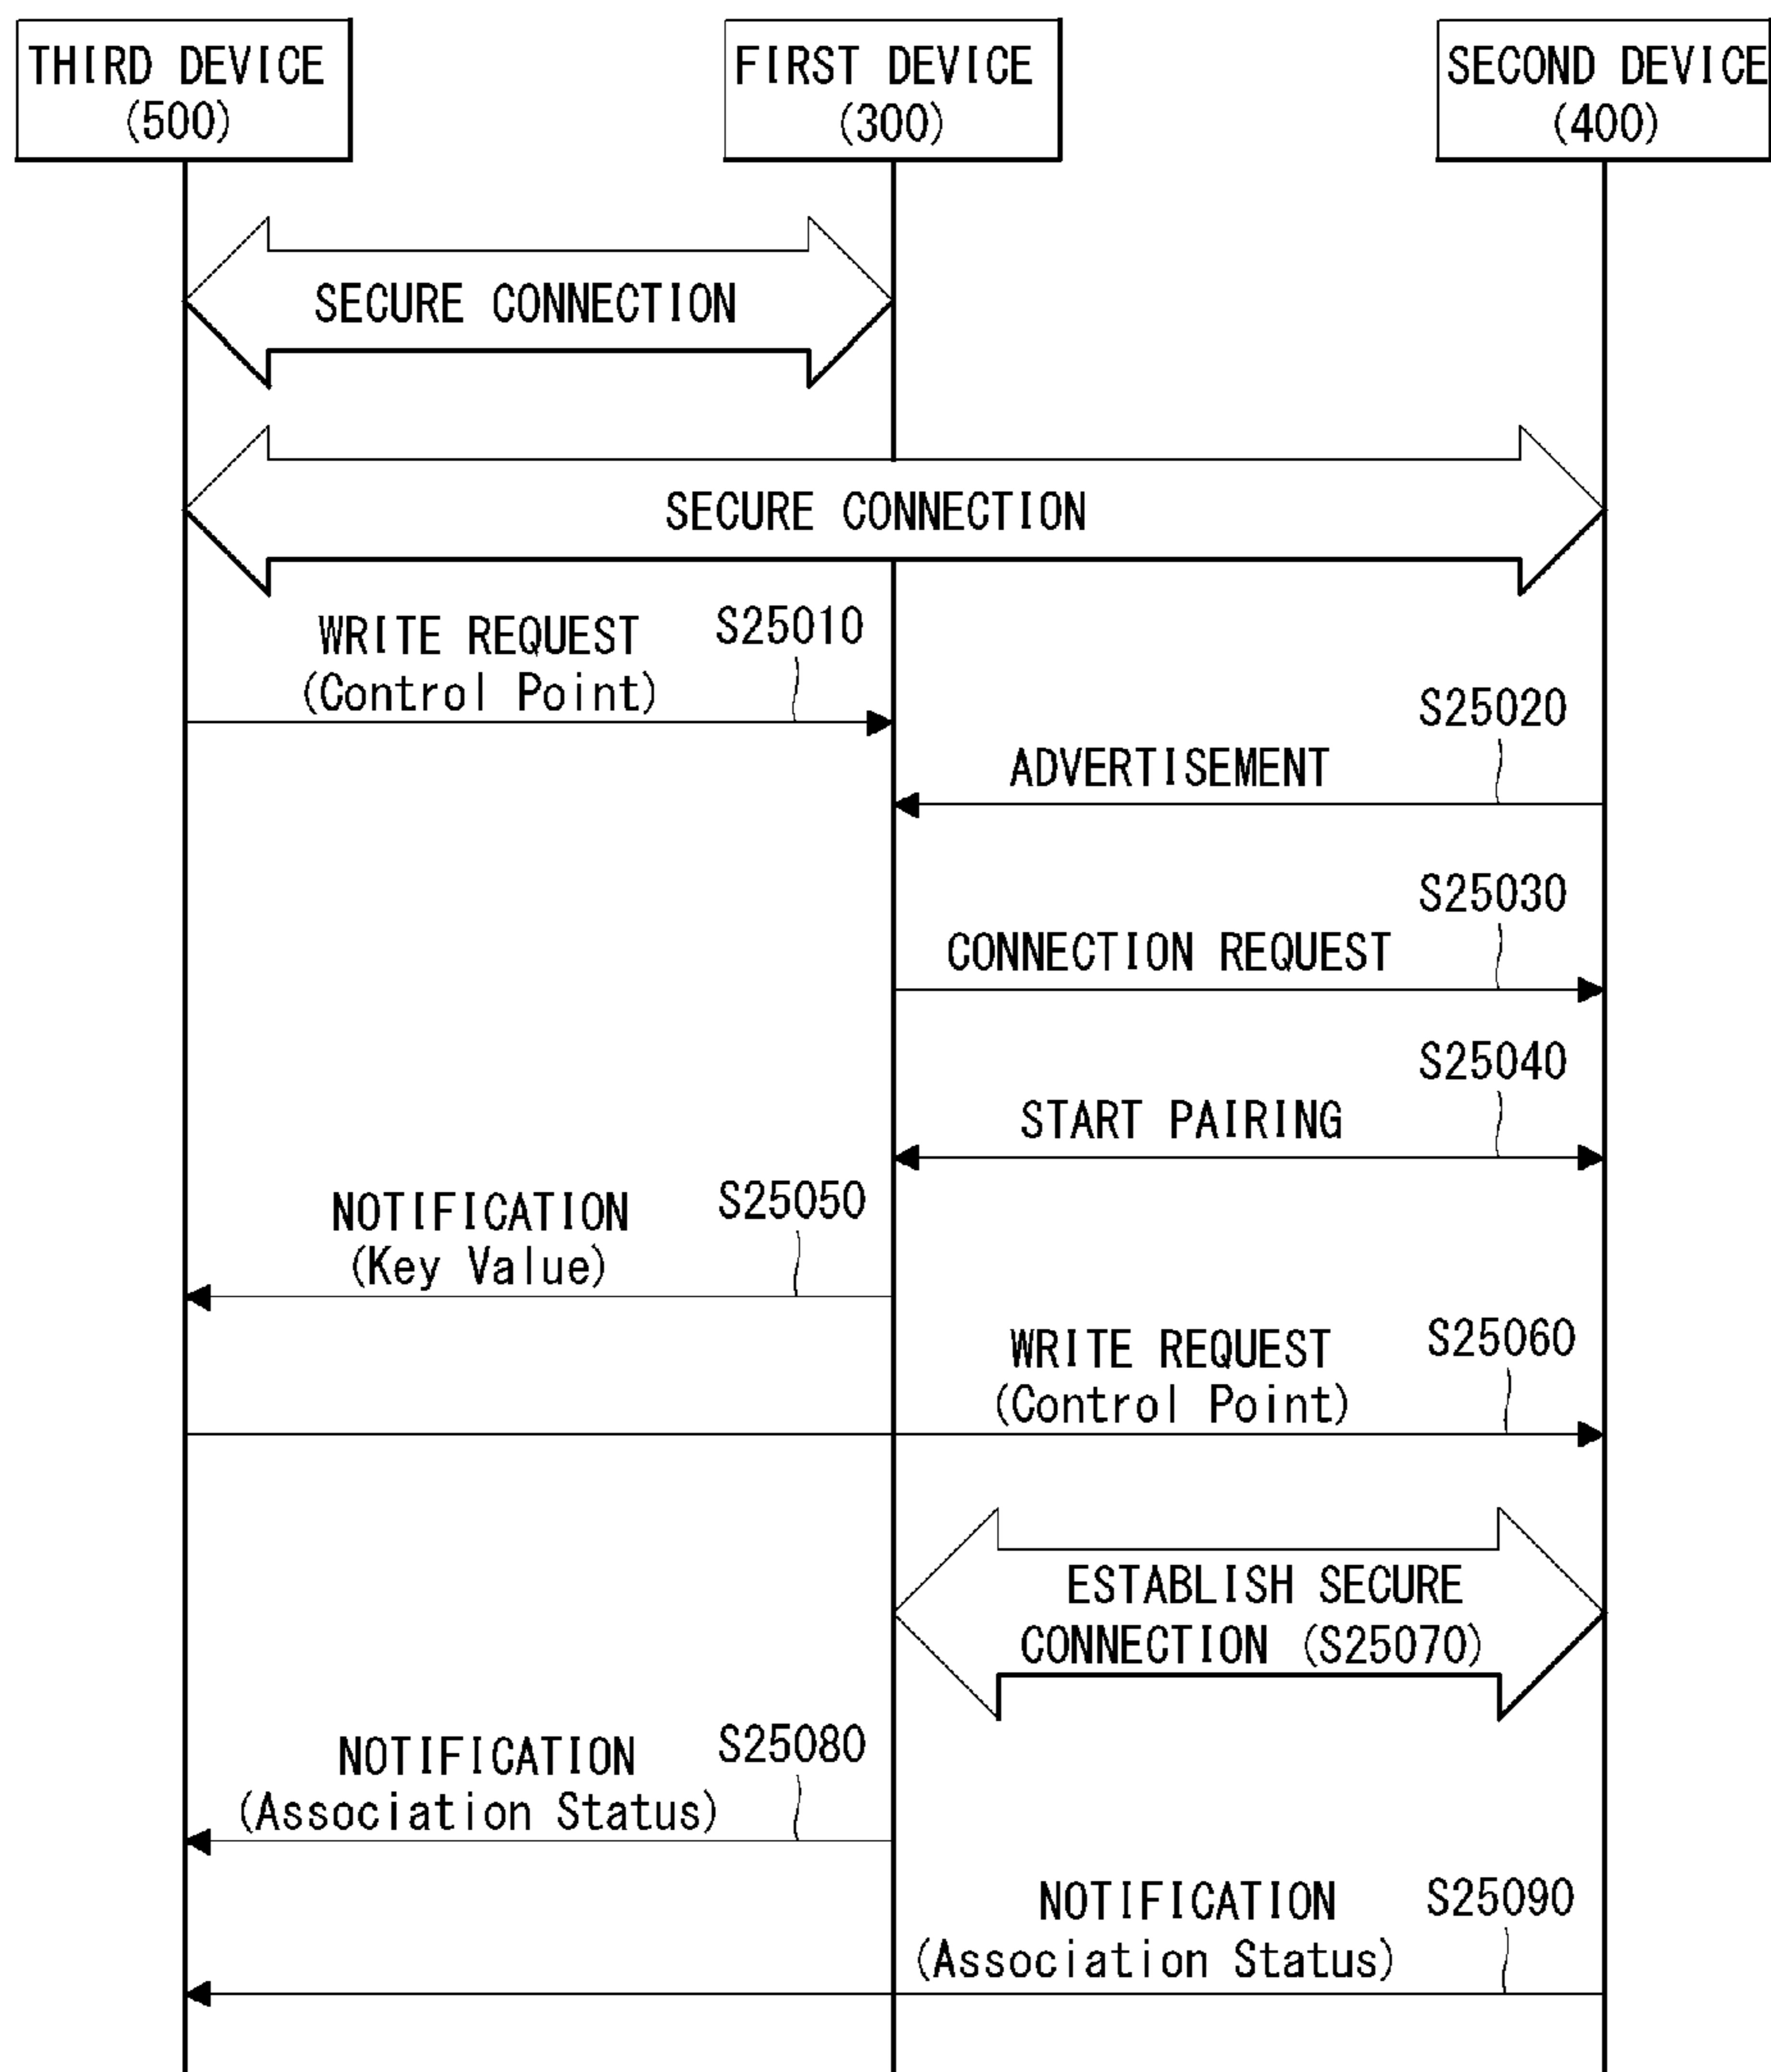 THIRD DEVICE
(500)
FIRST DEVICE
(300)
SECOND DEVICE
(400)
SECURE CONNECTION
SECURE CONNECTION
WRITE REQUEST
(Control Point)
S25010
S25020
ADVERTISEMENT
S25030
CONNECTION REQUEST
S25040
START PAIRING
NOTIFICATION
(Key Value)
S25050
WRITE REQUEST
(Control Point)
S25060
ESTABLISH SECURE
CONNECTION (S25070)
NOTIFICATION
(Association Status)
S25080
NOTIFICATION
(Association Status)
S25090